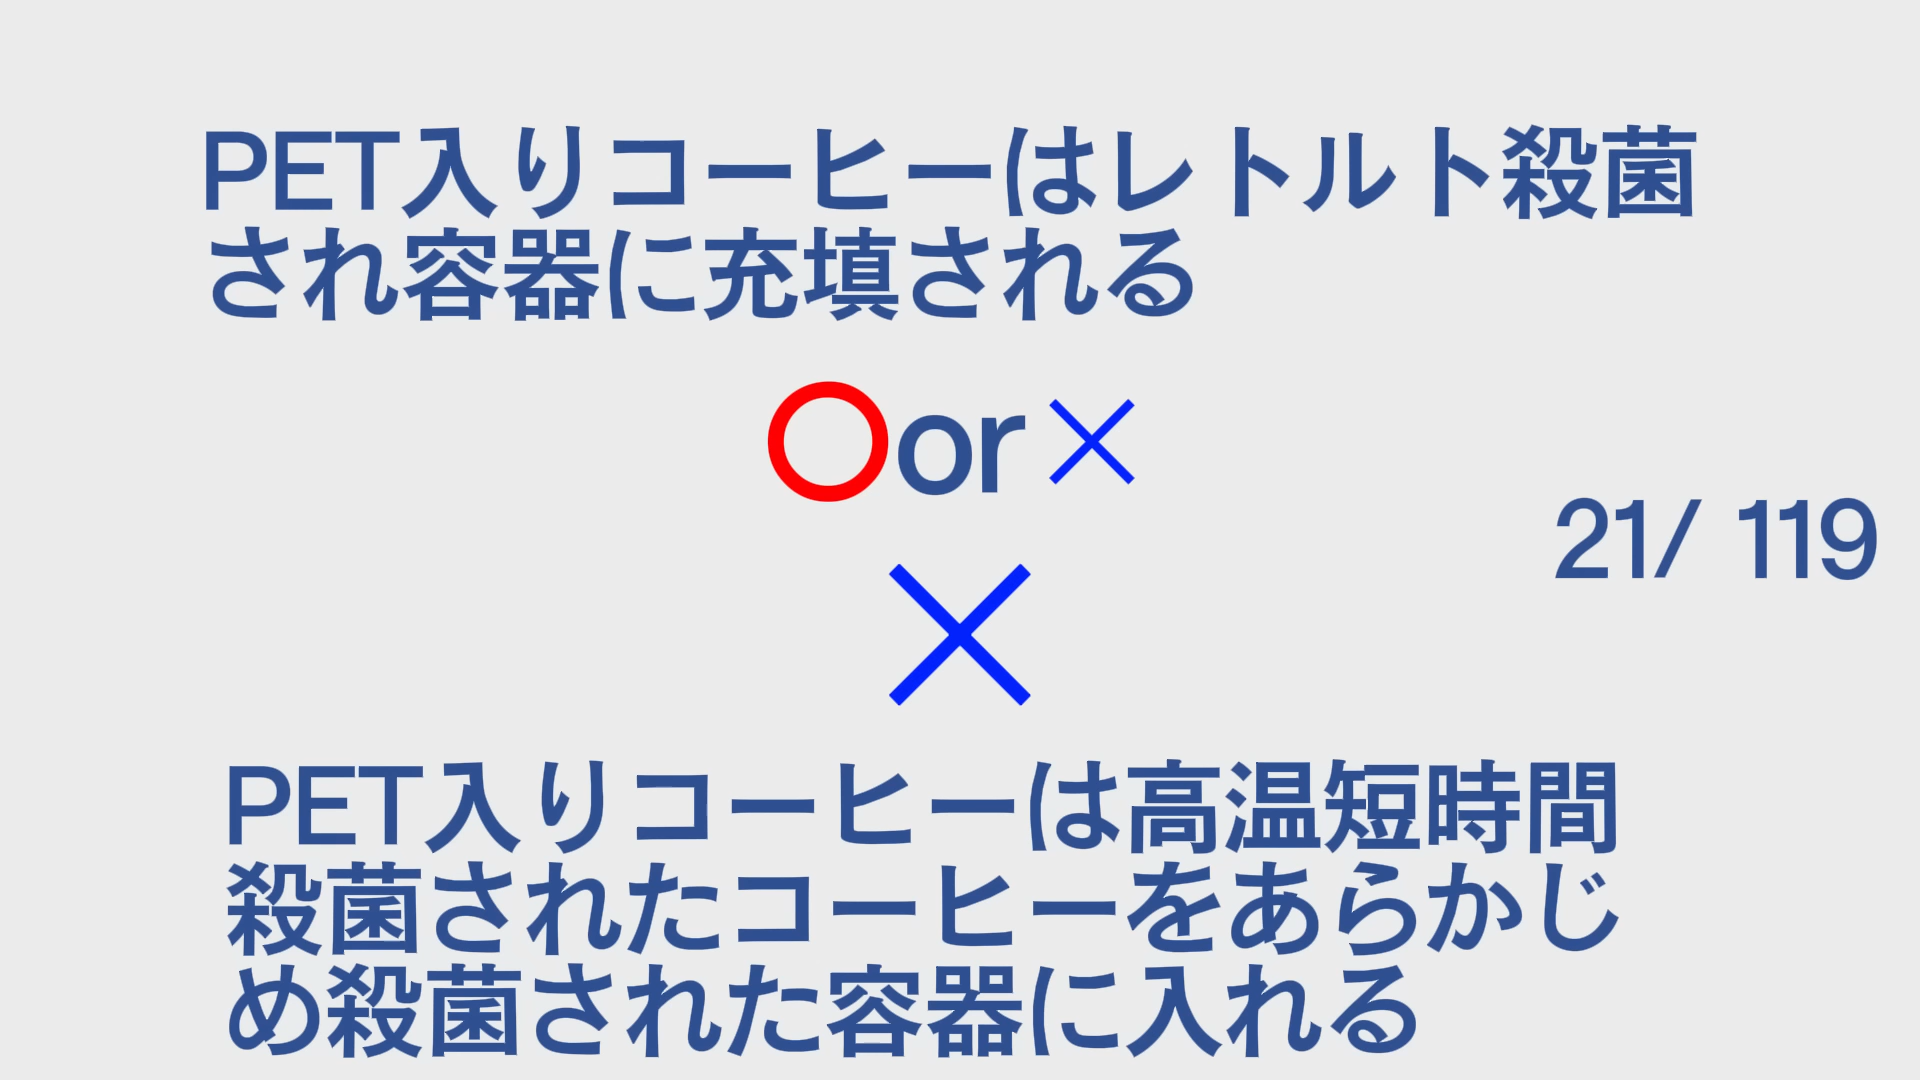 PET入りコーヒーはレトルト殺菌
され容器に充填される
〇or×
21/ 119
×
PET入りコーヒーは高温短時間
殺菌されたコーヒーをあらかじ
め殺菌された容器に入れる